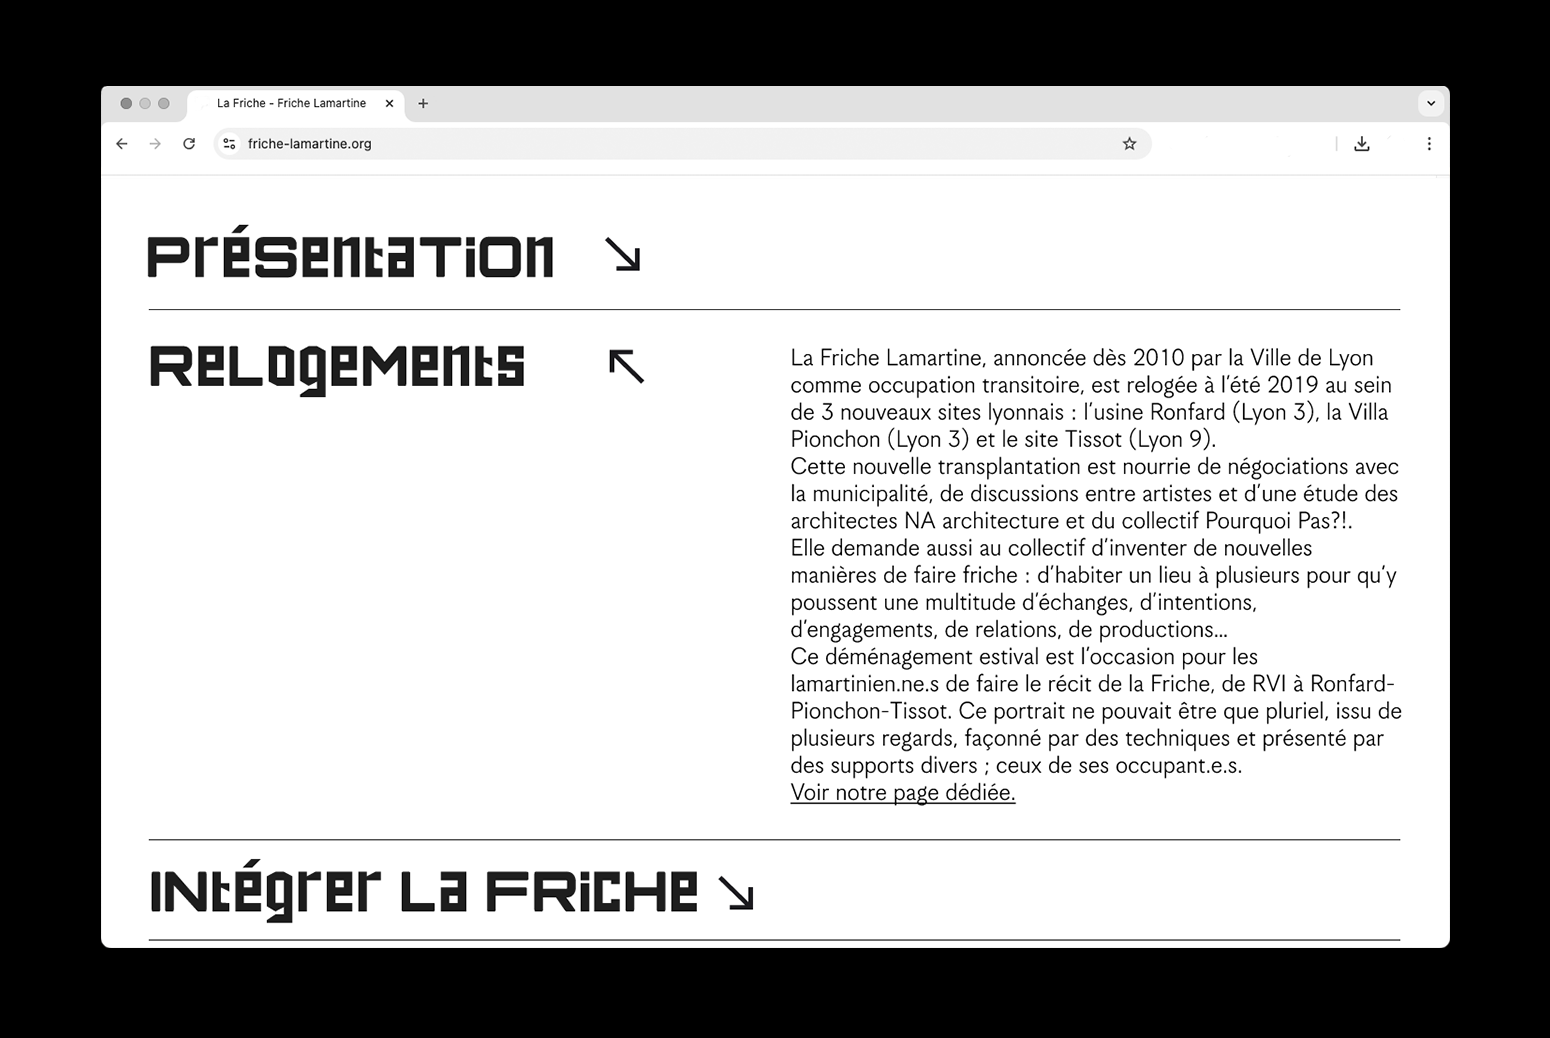 La Friche - Friche Lamartine
friche-lamartine.org
PrésentaTiOn
ReLogeMents
La Friche Lamartine, annoncée dès 2010 par la Ville de Lyon
comme occupation transitoire, est relogée à l’été 2019 au sein
de 3 nouveaux sites lyonnais : l’usine Ronfard (Lyon 3), la Villa
Pionchon (Lyon 3) et le site Tissot (Lyon 9).
Cette nouvelle transplantation est nourrie de négociations avec
la municipalité, de discussions entre artistes et d’une étude des
architectes NA architecture et du collectif Pourquoi Pas?!.
Elle demande aussi au collectif d’inventer de nouvelles
manières de faire friche : d’habiter un lieu à plusieurs pour qu’y
poussent une multitude d’échanges, d’intentions,
d’engagements, de relations, de productions…
Ce déménagement estival est l’occasion pour les
lamartinien.ne.s de faire le récit de la Friche, de RVI à Ronfard-
Pionchon-Tissot. Ce portrait ne pouvait être que pluriel, issu de
plusieurs regards, façonné par des techniques et présenté par
des supports divers ; ceux de ses occupant.e.s.
Voir notre page dédiée.
INtégrer La FRiCHe